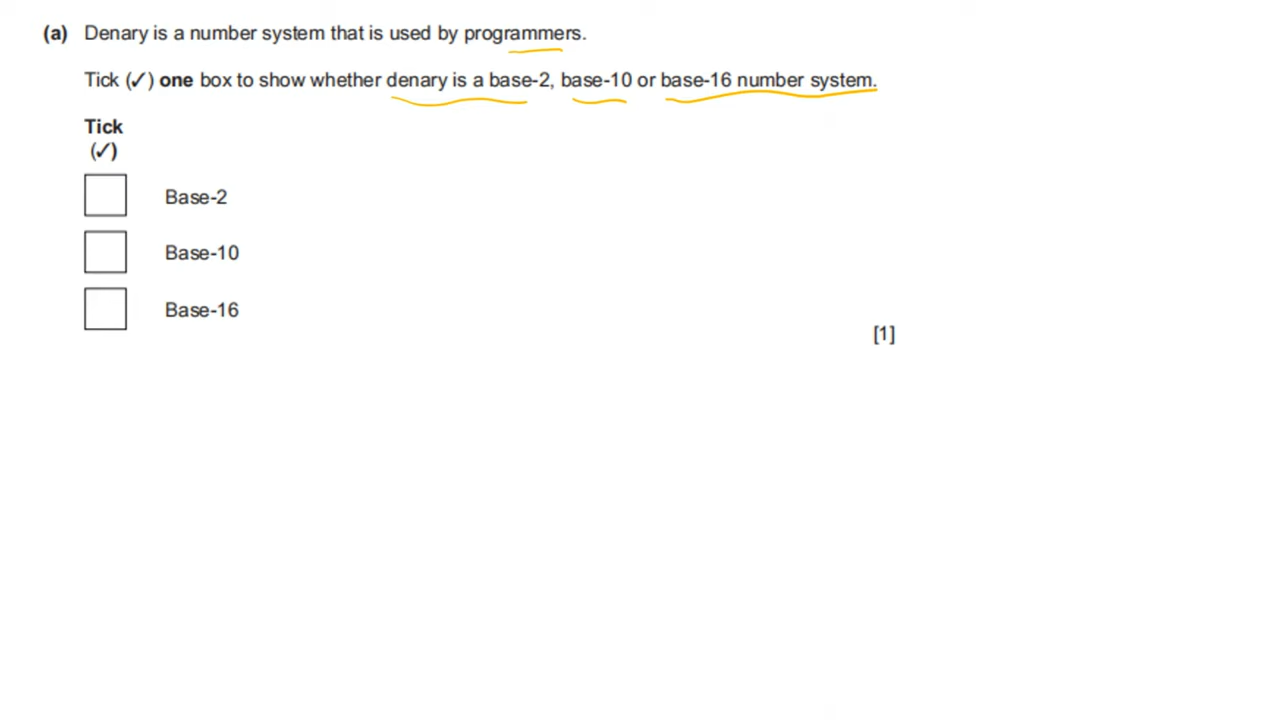 (a) Denary is a number system that is used by programmers.
Tick (✓) one box to show whether denary is a base-2, base-10 or base-16 number system.
Tick
(✓)
Base-2
Base-10
Base-16
[1]